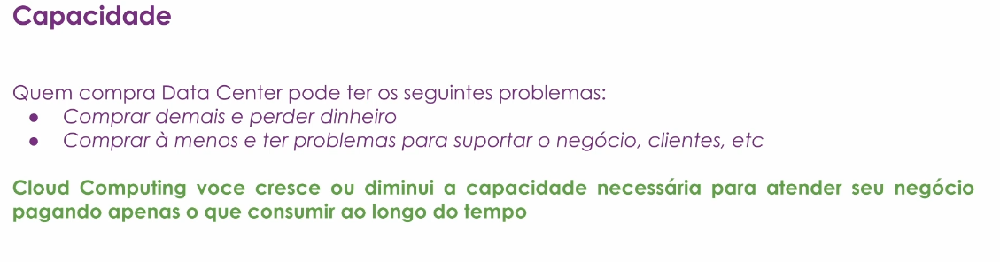 Capacidade
Quem compra Data Center pode ter os seguintes problemas:
● Comprar demais e perder dinheiro
● Comprar à menos e ter problemas para suportar o negócio, clientes, etc
Cloud Computing voce cresce ou diminui a capacidade necessária para atender seu negócio
pagando apenas o que consumir ao longo do tempo